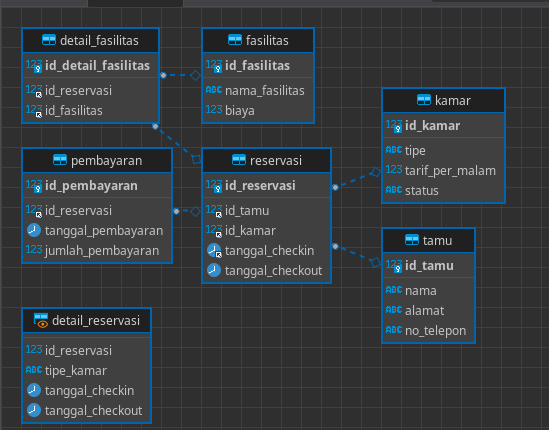 detail_fasilitas
123 id_detail_fasilitas
123 id_reservasi
123 id_fasilitas
fasilitas
123 id_fasilitas
ABC nama_fasilitas
123 biaya
kamar
123 id_kamar
ABC tipe
123 tarif_per_malam
ABC status
pembayaran
123 id_pembayaran
123 id_reservasi
tanggal_pembayaran
123 jumlah_pembayaran
reservasi
123 id_reservasi
123 id_tamu
123 id_kamar
tanggal_checkin
tanggal_checkout
tamu
123 id_tamu
ABC nama
ABC alamat
ABC no_telepon
detail_reservasi
123 id_reservasi
ABC tipe_kamar
tanggal_checkin
tanggal_checkout